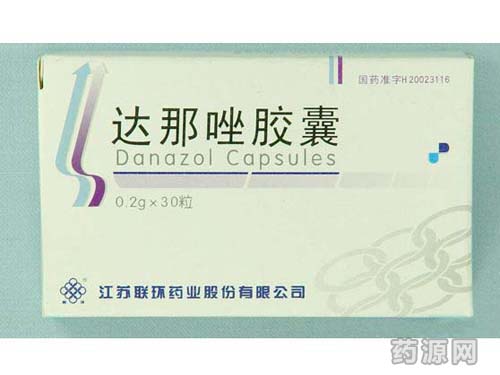 国药准字H20023116
达那唑胶囊
Danazol Capsules
0.2g×30粒
江苏联环药业股份有限公司
药源网